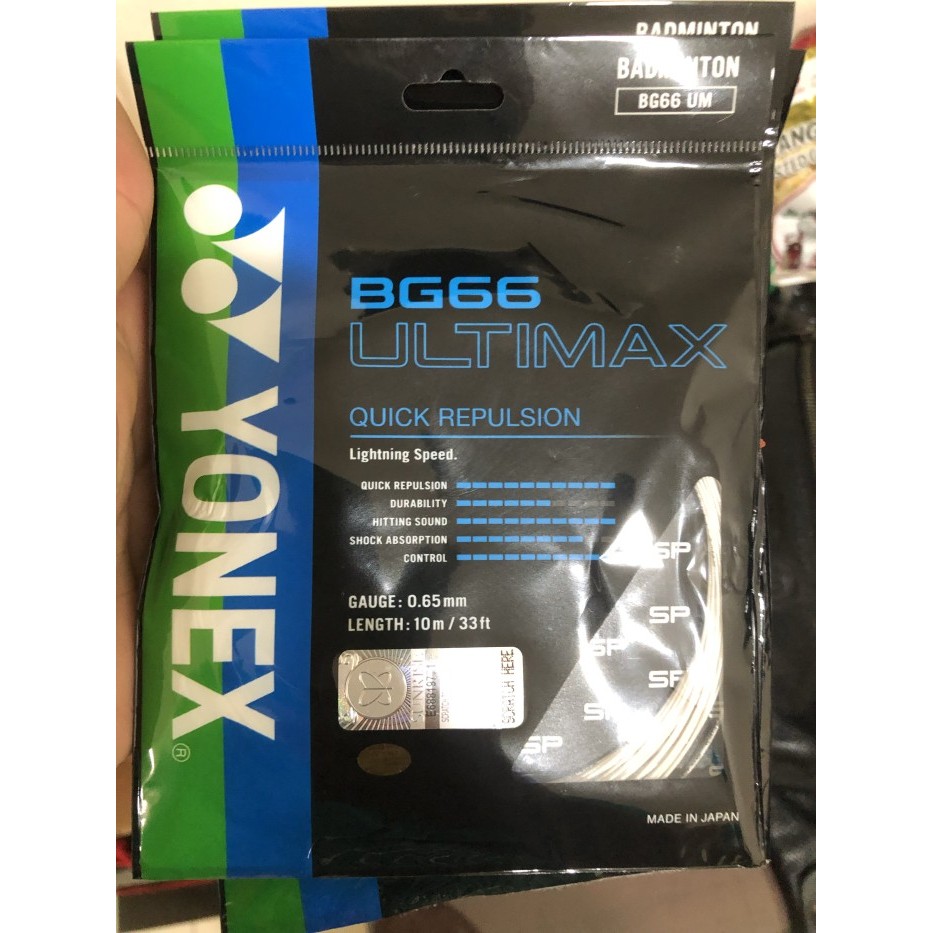 BADMINTON
BADMINTON
BG66 UM
YONEX®
BG66
ULTIMAX
QUICK REPULSION
Lightning Speed.
QUICK REPULSION
DURABILITY
HITTING SOUND
SHOCK ABSORPTION
CONTROL
GAUGE: 0.65mm
LENGTH: 10m / 33ft
SUNRISE
SCRATCH HERE
SP
SP
SP
SP
SP
SP
MADE IN JAPAN